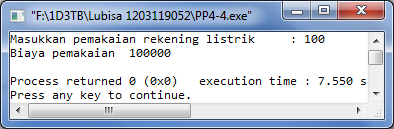 "F:\1D3TB\Lubisa 1203119052\PP4-4.exe"
Masukkan pemakaian rekening listrik     : 100
Biaya pemakaian  100000

Process returned 0 (0x0)   execution time : 7.550 s
Press any key to continue.